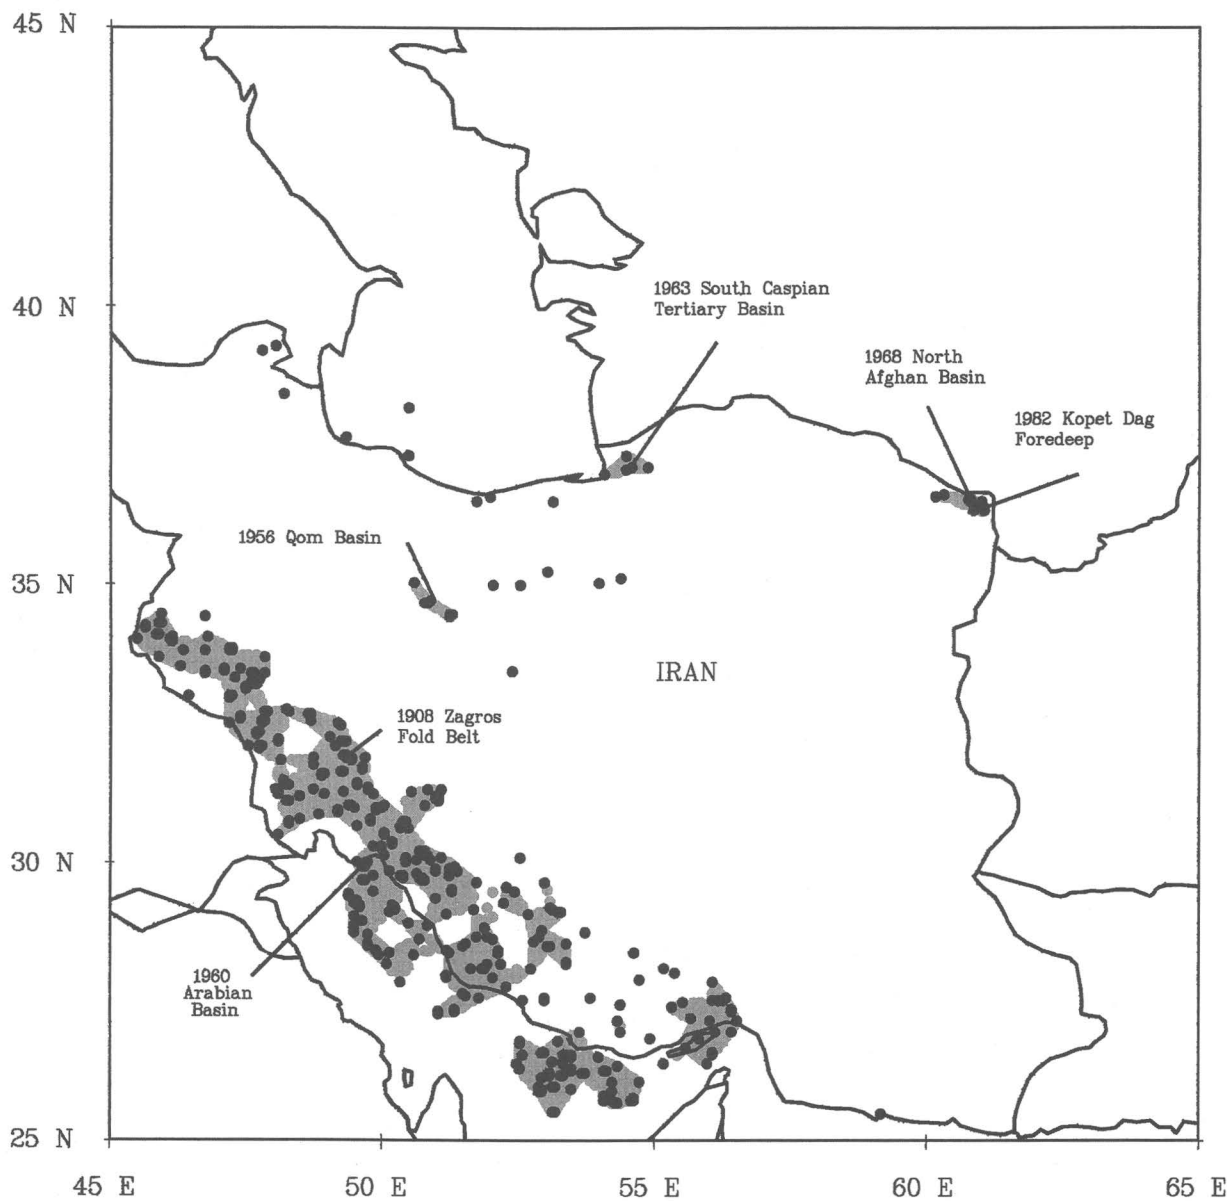 45 N
1963 South Caspian
Tertiary Basin
40 N
1968 North
Afghan Basin
1982 Kopet Dag
Foredeep
1956 Qom Basin
35 N
IRAN
1908 Zagros
Fold Belt
30 N
1960
Arabian
Basin
25 N
45 E
50 E
55 E
60 E
65 E